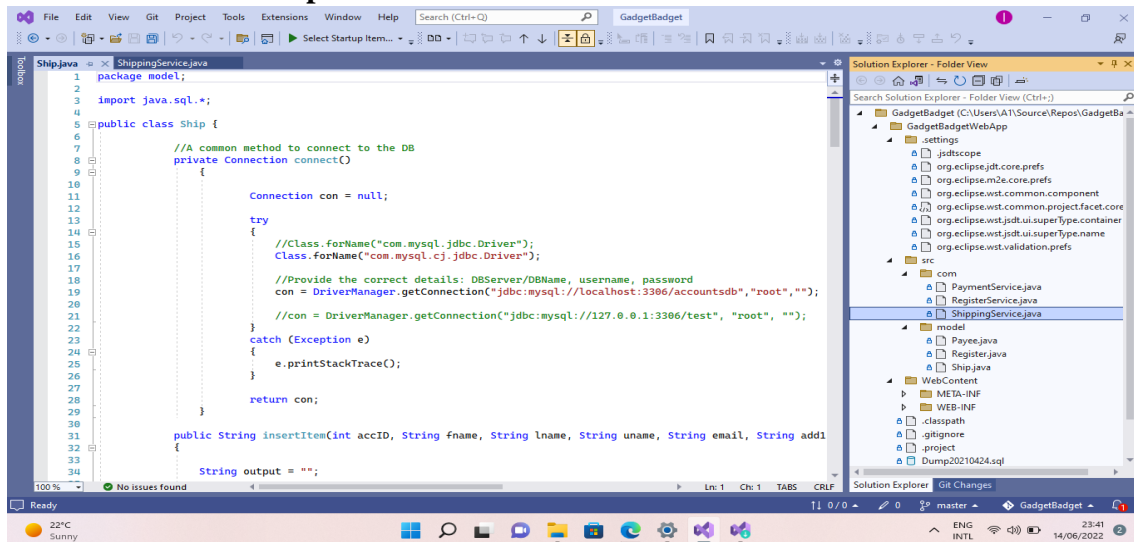 File Edit View Git Project Tools Extensions Window Help Search (Ctrl+Q) GadgetBadget I
Select Startup Item...
Toolbox
Ship.java ShippingService.java
1 package model;
2
3 import java.sql.*;
4
5 public class Ship {
6
7 //A common method to connect to the DB
8 private Connection connect()
9 {
10
11 Connection con = null;
12
13 try
14 {
15 //Class.forName("com.mysql.jdbc.Driver");
16 Class.forName("com.mysql.cj.jdbc.Driver");
17
18 //Provide the correct details: DBServer/DBName, username, password
19 con = DriverManager.getConnection("jdbc:mysql://localhost:3306/accountsdb","root","");
20
21 //con = DriverManager.getConnection("jdbc:mysql://127.0.0.1:3306/test", "root", "");
22 }
23 catch (Exception e)
24 {
25 e.printStackTrace();
26 }
27
28 return con;
29 }
30
31 public String insertItem(int accID, String fname, String lname, String uname, String email, String add1
32 {
33
34 String output = "";
100 % No issues found Ln: 1 Ch: 1 TABS CRLF
Solution Explorer - Folder View
Search Solution Explorer - Folder View (Ctrl+;)
GadgetBadget (C:\Users\A1\Source\Repos\GadgetBa
GadgetBadgetWebApp
.settings
.jsdtscope
org.eclipse.jdt.core.prefs
org.eclipse.m2e.core.prefs
org.eclipse.wst.common.component
org.eclipse.wst.common.project.facet.core
org.eclipse.wst.jsdt.ui.superType.container
org.eclipse.wst.jsdt.ui.superType.name
org.eclipse.wst.validation.prefs
src
com
PaymentService.java
RegisterService.java
ShippingService.java
model
Payee.java
Register.java
Ship.java
WebContent
META-INF
WEB-INF
.classpath
.gitignore
.project
Dump20210424.sql
Solution Explorer Git Changes
Ready 0 / 0 0 master GadgetBadget 1
22°C
Sunny
ENG
INTL
23:41
14/06/2022
2